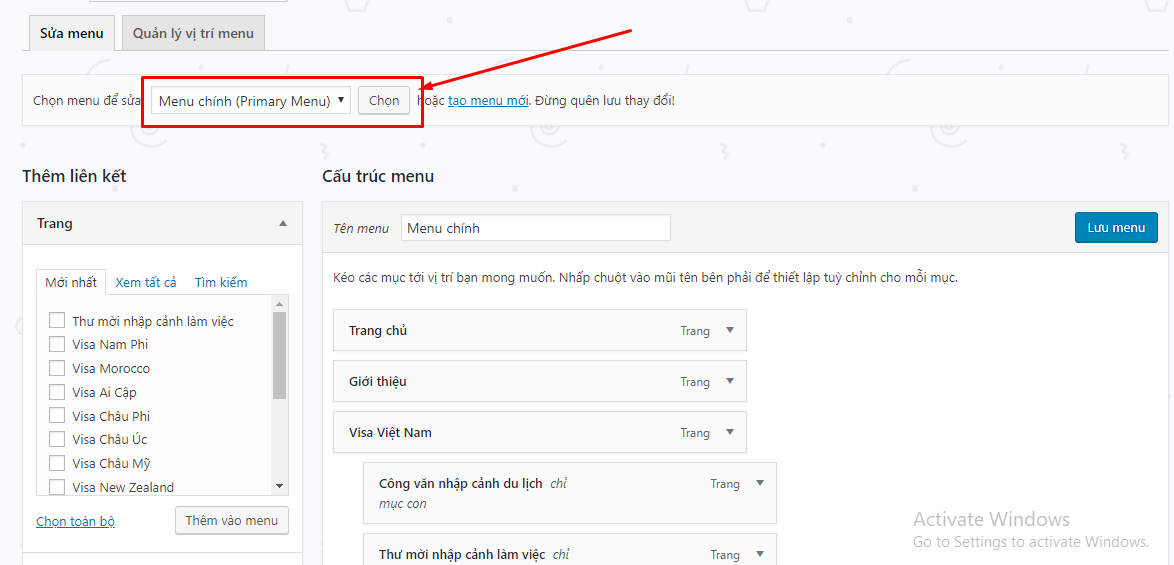 Sửa menu
Quản lý vị trí menu
Chọn menu để sửa
Menu chính (Primary Menu)
Chọn
hoặc tạo menu mới. Đừng quên lưu thay đổi!
Thêm liên kết
Cấu trúc menu
Trang
Tên menu
Menu chính
Lưu menu
Mới nhất
Xem tất cả
Tìm kiếm
Thư mời nhập cảnh làm việc
Visa Nam Phi
Visa Morocco
Visa Ai Cập
Visa Châu Phi
Visa Châu Úc
Visa Châu Mỹ
Visa New Zealand
Chọn toàn bộ
Thêm vào menu
Kéo các mục tới vị trí bạn mong muốn. Nhấp chuột vào mũi tên bên phải để thiết lập tuỳ chỉnh cho mỗi mục.
Trang chủ Trang
Giới thiệu Trang
Visa Việt Nam Trang
Công văn nhập cảnh du lịch chỉ Trang
mục con
Thư mời nhập cảnh làm việc chỉ Trang
Activate Windows
Go to Settings to activate Windows.